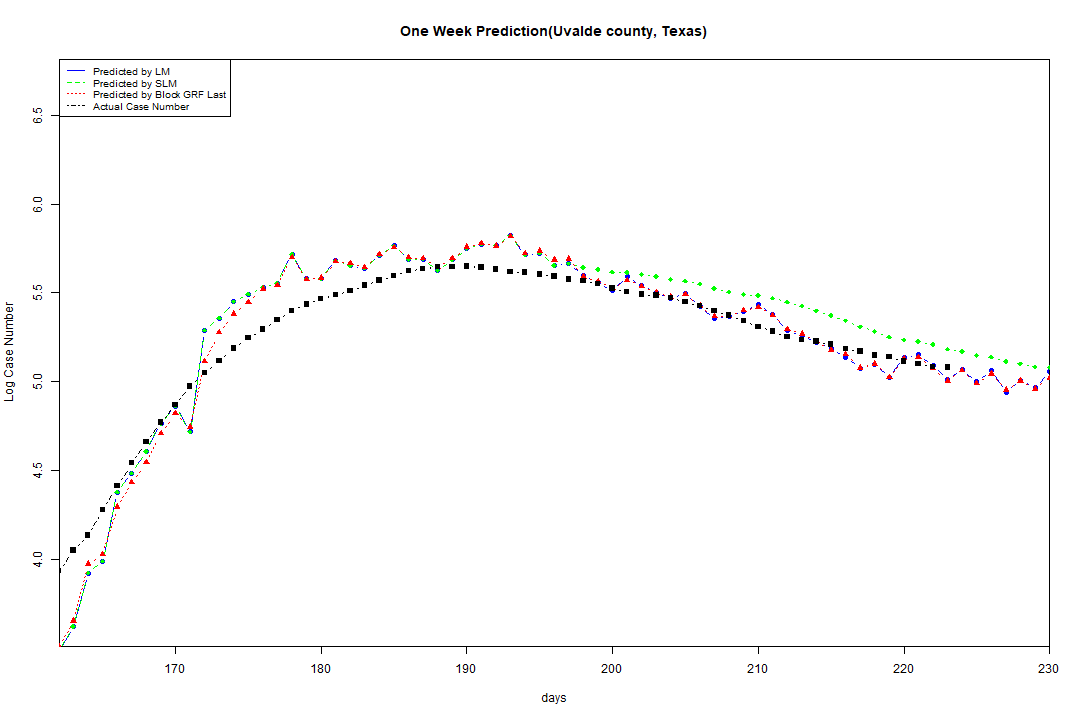 One Week Prediction(Uvalde county, Texas)
Predicted by LM
Predicted by SLM
Predicted by Block GRF Last
Actual Case Number
6.5
6.0
5.5
5.0
4.5
4.0
Log Case Number
170 180 190 200 210 220 230
days